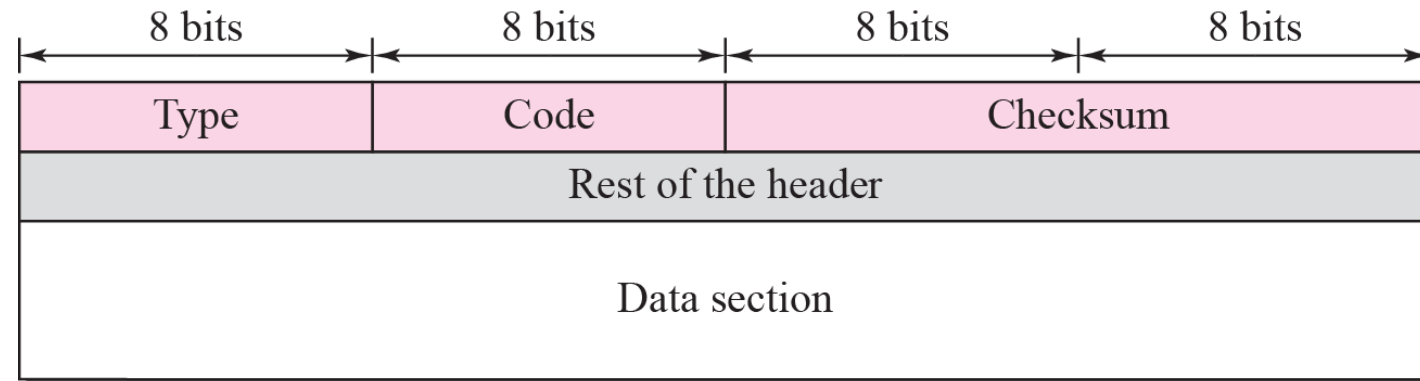 8 bits 8 bits 8 bits 8 bits
Type Code Checksum
Rest of the header
Data section